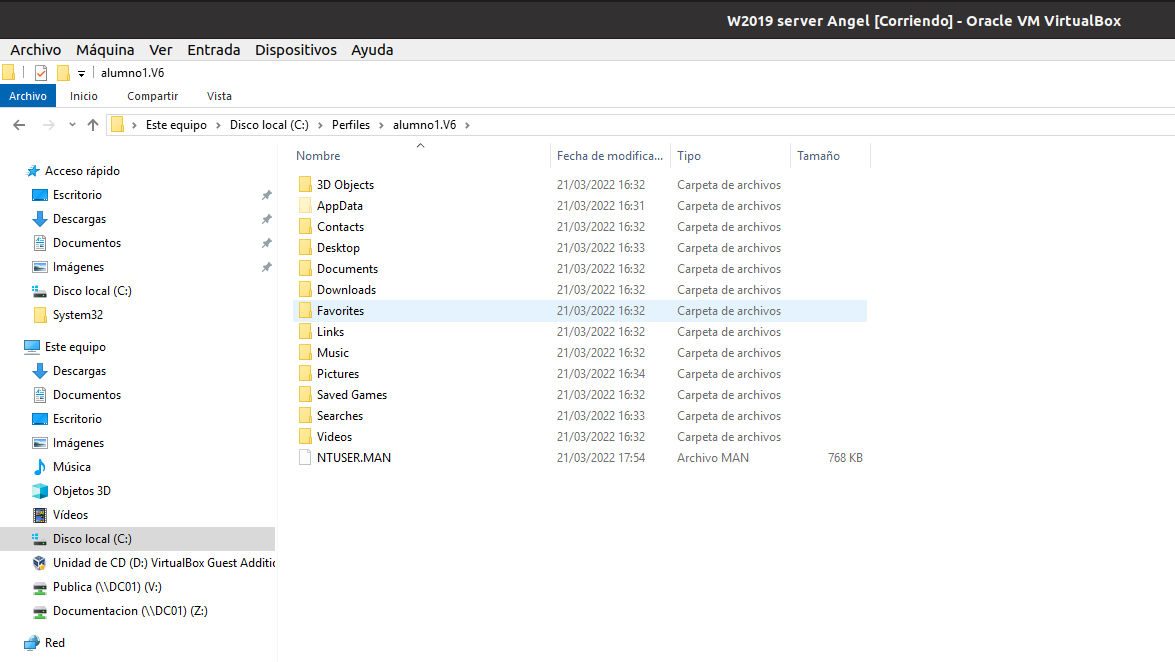 W2019 server Angel [Corriendo] - Oracle VM VirtualBox
Archivo Máquina Ver Entrada Dispositivos Ayuda
alumno1.V6
Archivo Inicio Compartir Vista
Este equipo Disco local (C:) Perfiles alumno1.V6
Acceso rápido
Escritorio
Descargas
Documentos
Imágenes
Disco local (C:)
System32
Este equipo
Descargas
Documentos
Escritorio
Imágenes
Música
Objetos 3D
Vídeos
Disco local (C:)
Unidad de CD (D:) VirtualBox Guest Additic
Publica (\\DC01) (V:)
Documentacion (\\DC01) (Z:)
Red
Nombre Fecha de modifica... Tipo Tamaño
3D Objects 21/03/2022 16:32 Carpeta de archivos
AppData 21/03/2022 16:31 Carpeta de archivos
Contacts 21/03/2022 16:32 Carpeta de archivos
Desktop 21/03/2022 16:33 Carpeta de archivos
Documents 21/03/2022 16:32 Carpeta de archivos
Downloads 21/03/2022 16:32 Carpeta de archivos
Favorites 21/03/2022 16:32 Carpeta de archivos
Links 21/03/2022 16:32 Carpeta de archivos
Music 21/03/2022 16:32 Carpeta de archivos
Pictures 21/03/2022 16:34 Carpeta de archivos
Saved Games 21/03/2022 16:32 Carpeta de archivos
Searches 21/03/2022 16:33 Carpeta de archivos
Videos 21/03/2022 16:32 Carpeta de archivos
NTUSER.MAN 21/03/2022 17:54 Archivo MAN 768 KB